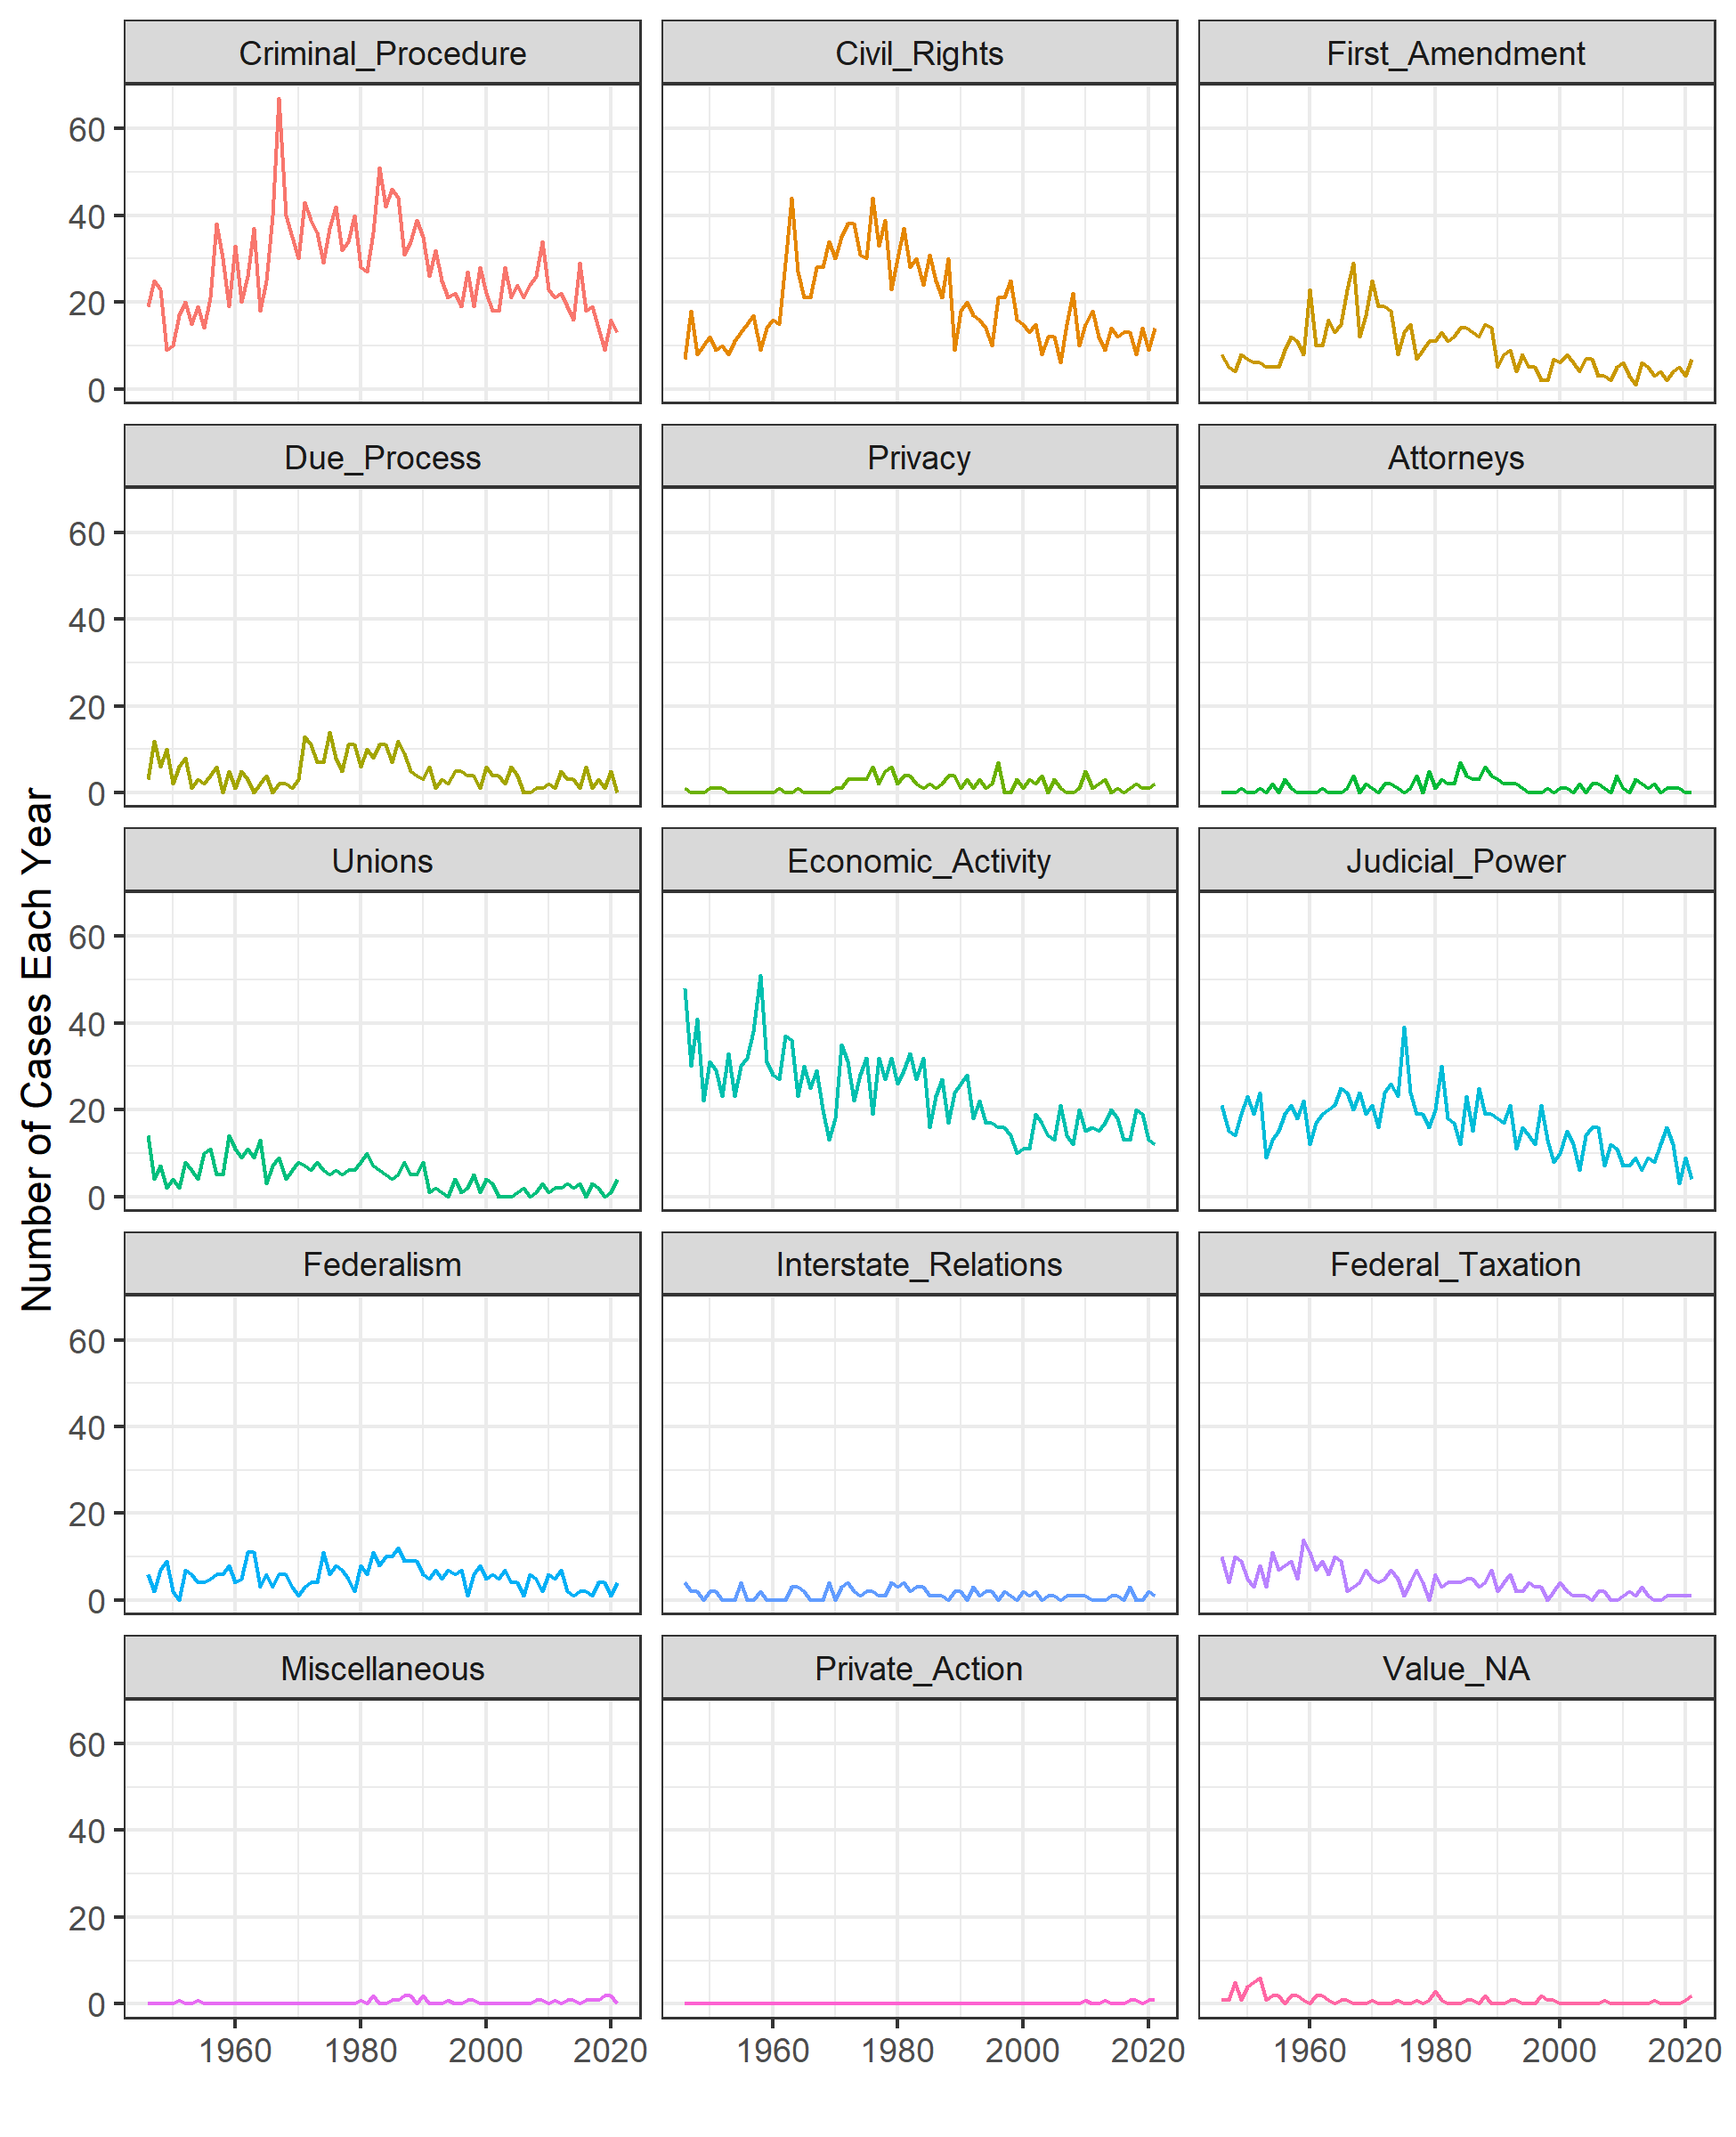 Criminal_Procedure
Civil_Rights
First_Amendment
60
40
20
0
Due_Process
Privacy
Attorneys
60
40
20
0
Unions
Economic_Activity
Judicial_Power
60
40
20
0
Number of Cases Each Year
Federalism
Interstate_Relations
Federal_Taxation
60
40
20
0
Miscellaneous
Private_Action
Value_NA
60
40
20
0
1960 1980 2000 2020
1960 1980 2000 2020
1960 1980 2000 2020